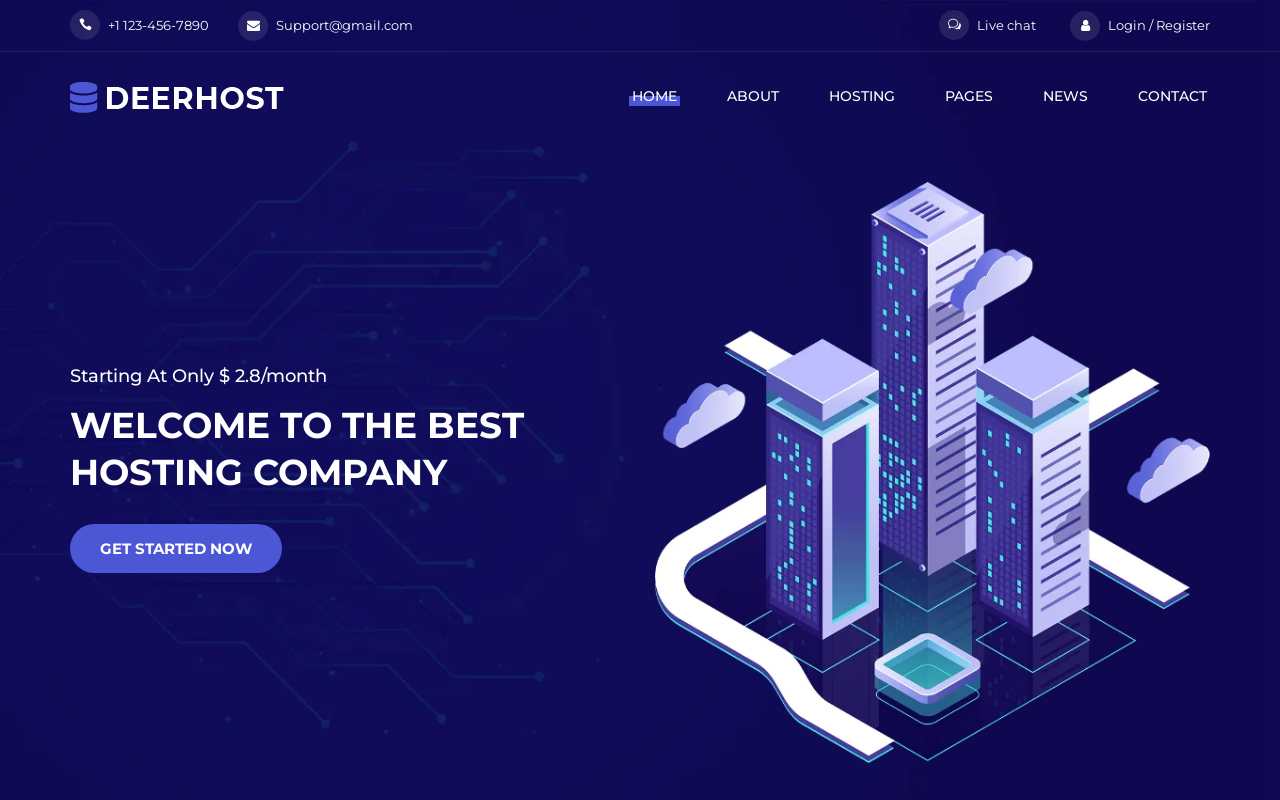 +1 123-456-7890
Support@gmail.com
Live chat
Login / Register
DEERHOST
HOME
ABOUT
HOSTING
PAGES
NEWS
CONTACT
Starting At Only $ 2.8/month
WELCOME TO THE BEST
HOSTING COMPANY
GET STARTED NOW